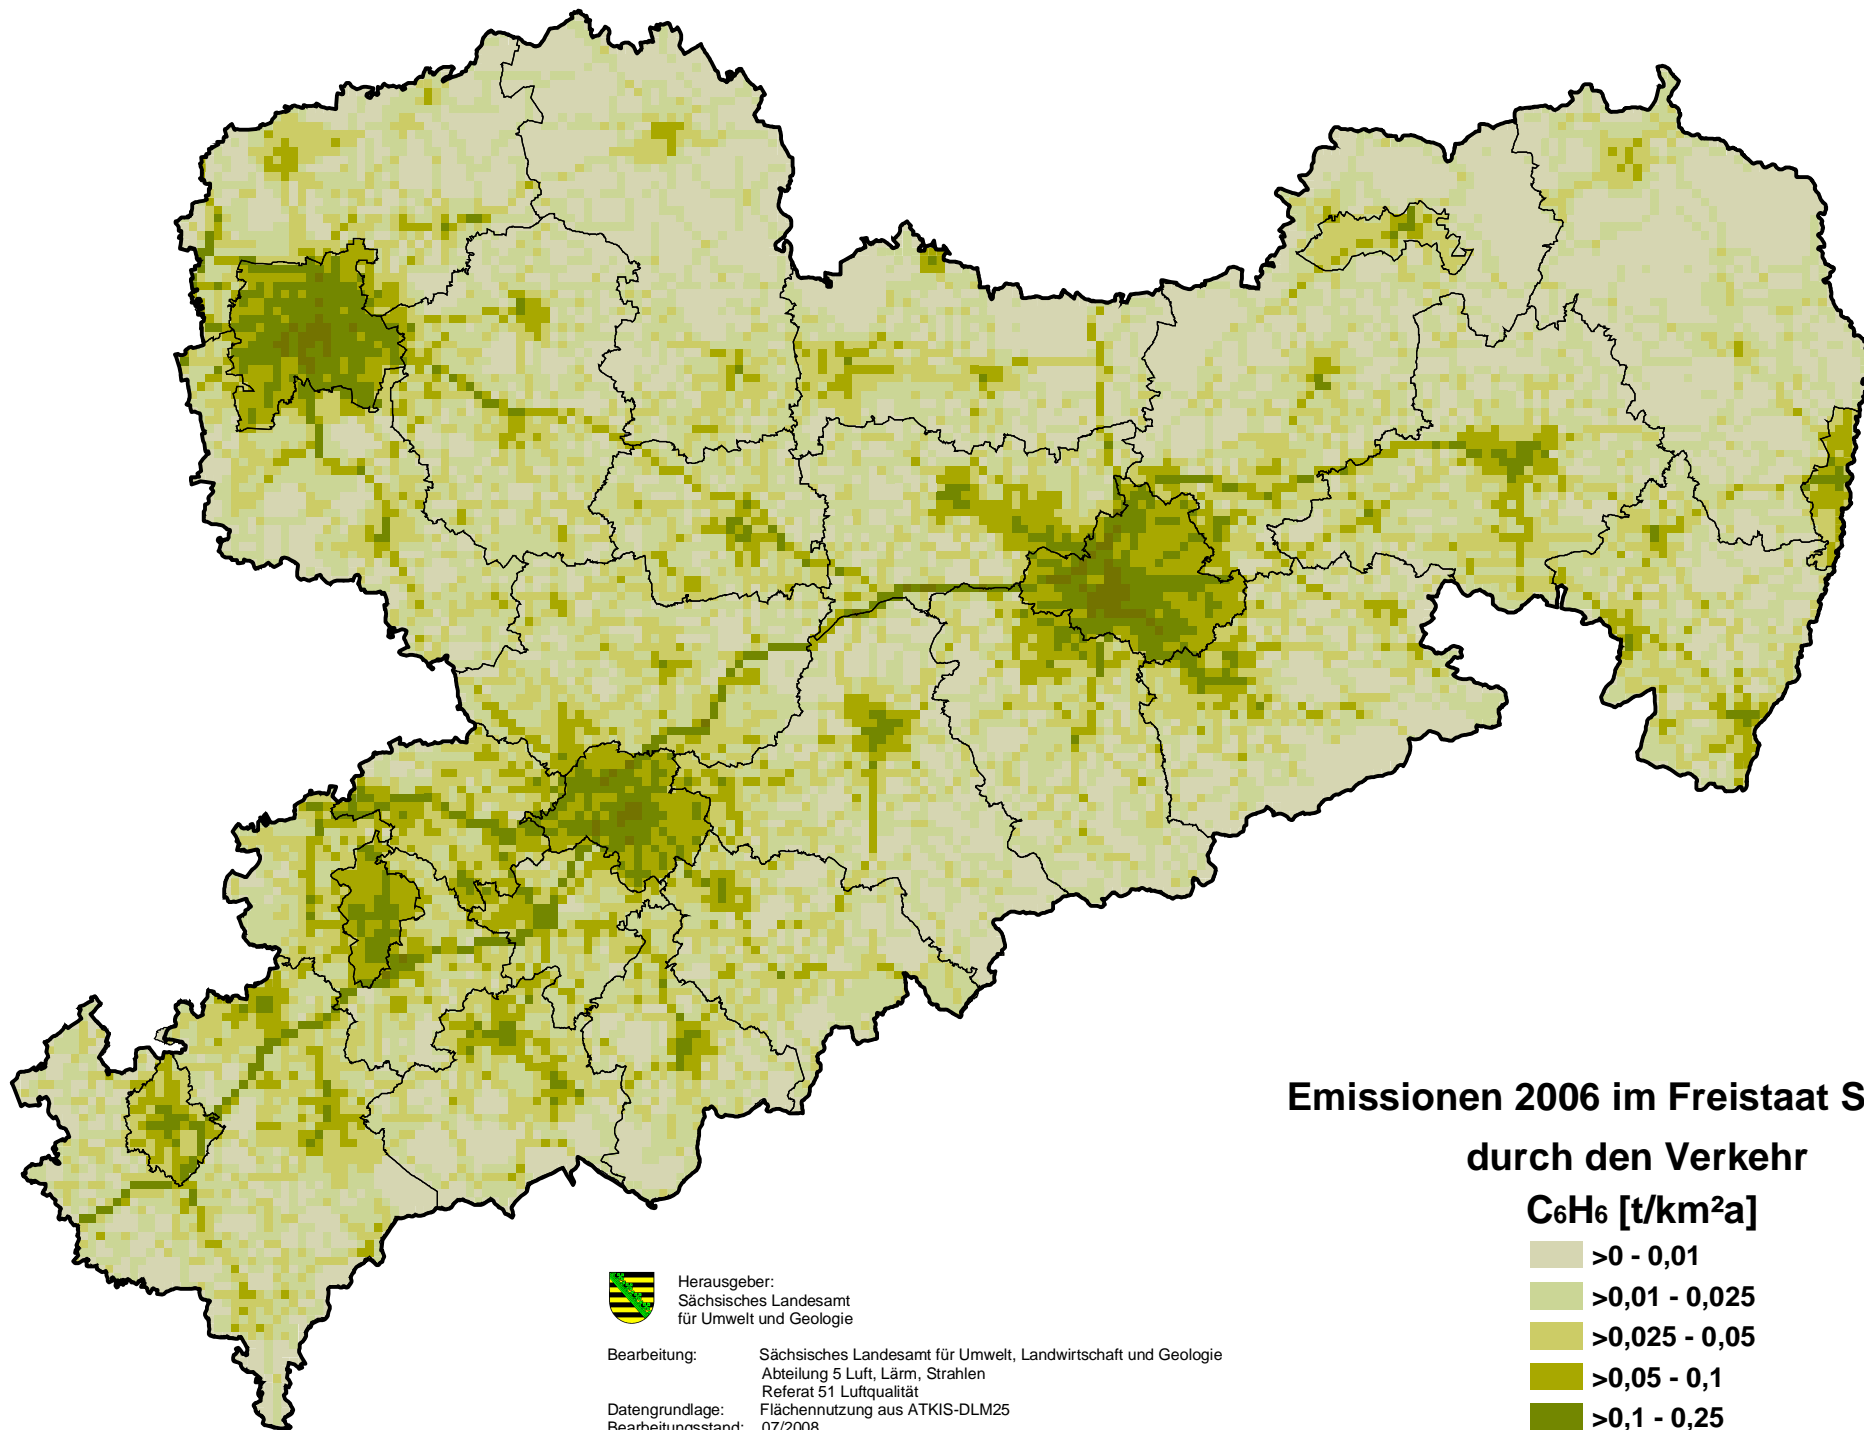 Emissionen 2006 im Freistaat S
durch den Verkehr
C₆H₆ [t/km²a]
>0 - 0,01
>0,01 - 0,025
>0,025 - 0,05
>0,05 - 0,1
>0,1 - 0,25
Herausgeber:
Sächsisches Landesamt
für Umwelt und Geologie
Bearbeitung: Sächsisches Landesamt für Umwelt, Landwirtschaft und Geologie
Abteilung 5 Luft, Lärm, Strahlen
Referat 51 Luftqualität
Datengrundlage: Flächennutzung aus ATKIS-DLM25
Bearbeitungsstand: 07/2008